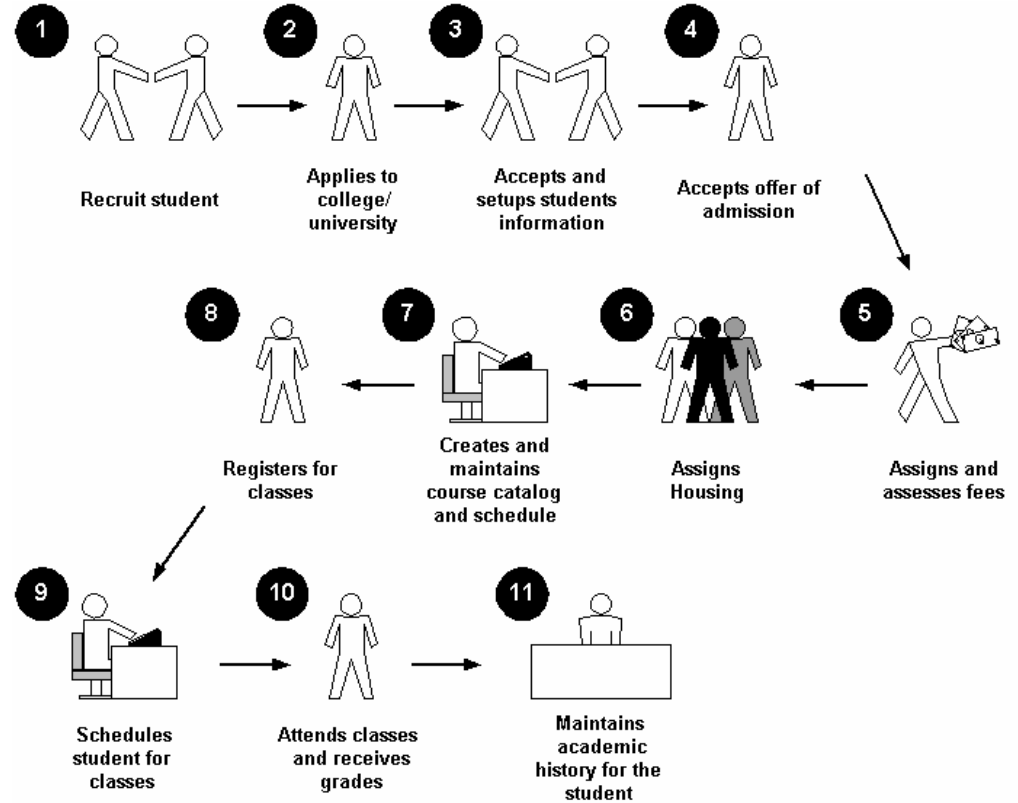 1
2
3
4
Recruit student
Applies to
college/
university
Accepts and
setups students
information
Accepts offer of
admission
5
Assigns and
assesses fees
6
Assigns
Housing
7
Creates and
maintains
course catalog
and schedule
8
Registers for
classes
9
Schedules
student for
classes
10
Attends classes
and receives
grades
11
Maintains
academic
history for the
student